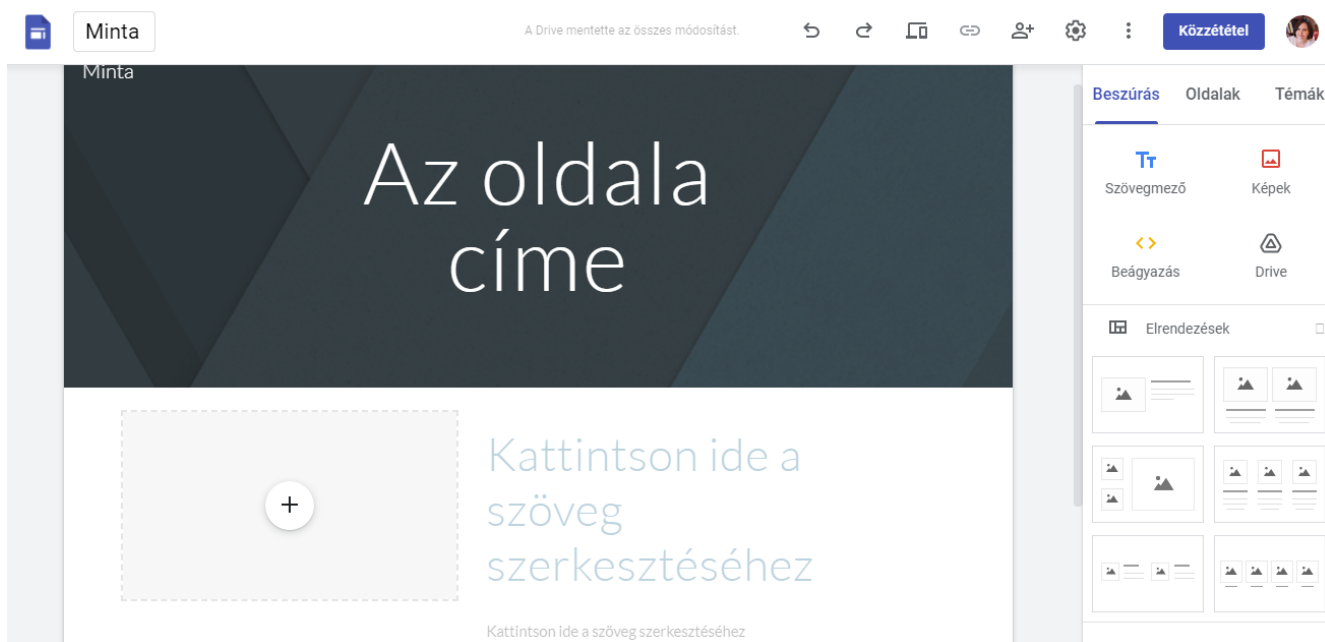 Minta
A Drive mentette az összes módosítást.
Közzététel
Minta
Az oldala
címe
Kattintson ide a
szöveg
szerkesztéséhez
Kattintson ide a szöveg szerkesztéséhez
Beszúrás Oldalak Témák
Szövegmező Képek
Beágyazás Drive
Elrendezések